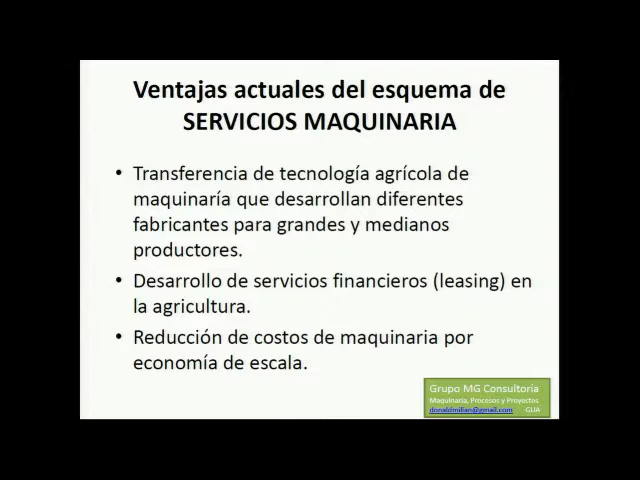 Ventajas actuales del esquema de
SERVICIOS MAQUINARIA
• Transferencia de tecnología agrícola de
maquinaría que desarrollan diferentes
fabricantes para grandes y medianos
productores.
• Desarrollo de servicios financieros (leasing) en
la agricultura.
• Reducción de costos de maquinaria por
economía de escala.
Grupo MG Consultoria
Maquinaria, Procesos y Proyectos
donaldmilian@gmail.com GUA